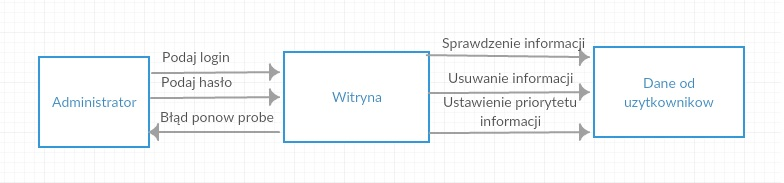 Administrator
Podaj login
Podaj hasło
Błąd ponow probe
Witryna
Sprawdzenie informacji
Usuwanie informacji
Ustawienie priorytetu
informacji
Dane od
uzytkownikow